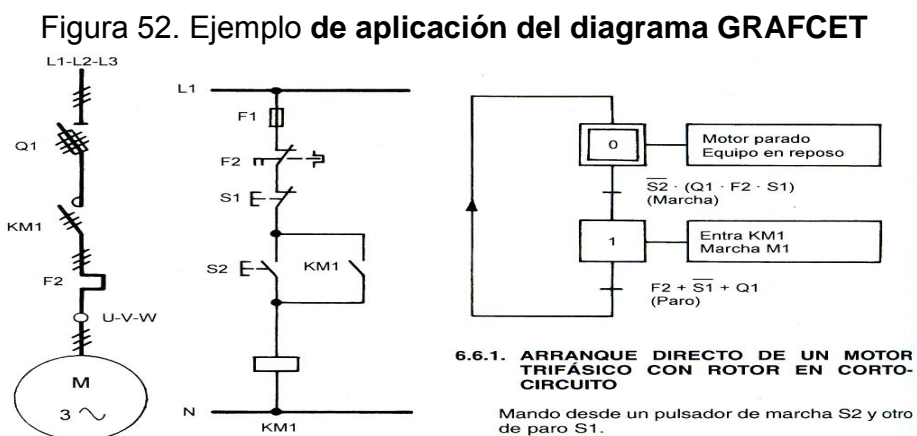 Figura 52. Ejemplo de aplicación del diagrama GRAFCET
L1-L2-L3
Q1
KM1
F2
U-V-W
M
3 ~
L1
F1
F2
S1
S2
KM1
N
KM1
0
Motor parado
Equipo en reposo
S̅2̅ · (Q1 · F2 · S1)
(Marcha)
1
Entra KM1
Marcha M1
F2 + S̅1̅ + Q1
(Paro)
6.6.1. ARRANQUE DIRECTO DE UN MOTOR
TRIFÁSICO CON ROTOR EN CORTO-
CIRCUITO
Mando desde un pulsador de marcha S2 y otro
de paro S1.